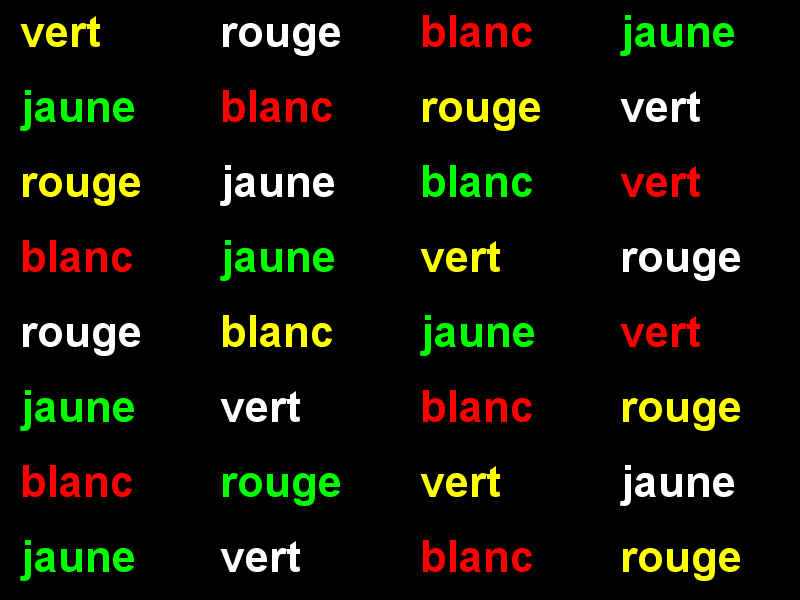 vert rouge blanc jaune
jaune blanc rouge vert
rouge jaune blanc vert
blanc jaune vert rouge
rouge blanc jaune vert
jaune vert blanc rouge
blanc rouge vert jaune
jaune vert blanc rouge